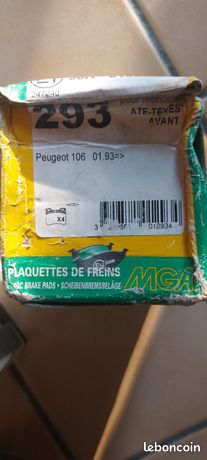 247240
293
pour montage
ATE-TEVES
AVANT
Peugeot 106 01.93=>
X4
012934
PLAQUETTES DE FREINS
DISC BRAKE PADS - SCHEIBENBREMSBELÄGE
MGA
leboncoin